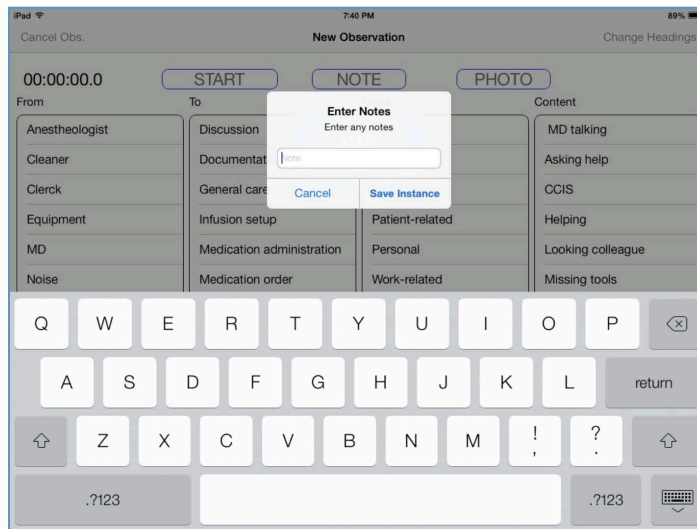 iPad 7:40 PM 89%
Cancel Obs. New Observation Change Headings
00:00:00.0 START NOTE PHOTO
From To Content
Enter Notes
Enter any notes
Note
Cancel Save Instance
Anestheologist Discussion MD talking
Cleaner Documentat Asking help
Clerck General care CCIS
Equipment Infusion setup Patient-related Helping
MD Medication administration Personal Looking colleague
Noise Medication order Work-related Missing tools
Q W E R T Y U I O P
A S D F G H J K L return
Z X C V B N M ! , ? .
.?123 .?123